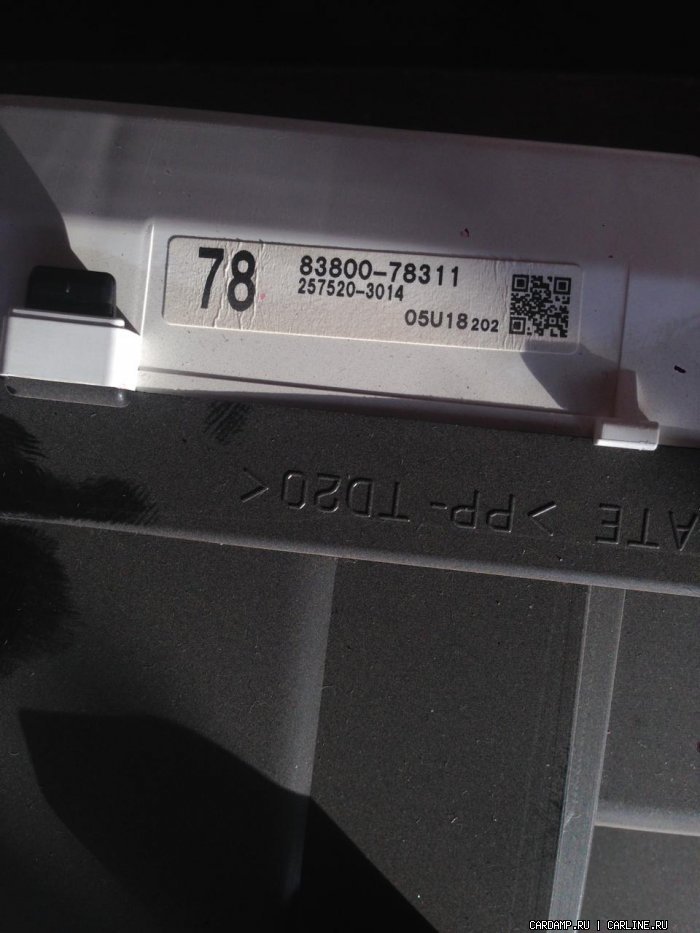 78
83800-78311
257520-3014
05U18 202
ATE >PP-TD20<
CARDAMP.RU | CARLINE.RU